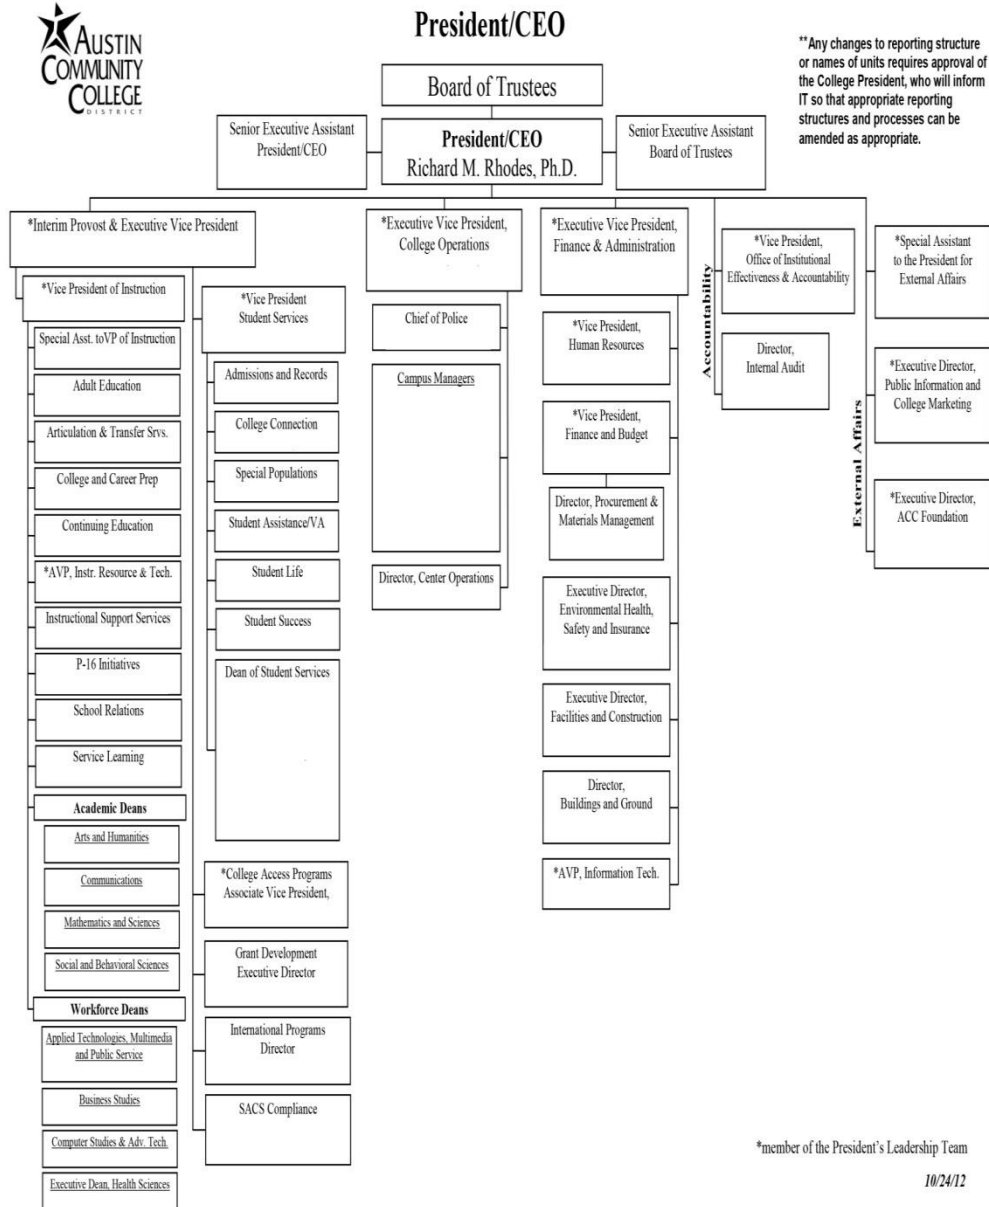 President/CEO
AUSTIN
COMMUNITY
COLLEGE
DISTRICT
**Any changes to reporting structure
or names of units requires approval of
the College President, who will inform
IT so that appropriate reporting
structures and processes can be
amended as appropriate.
Board of Trustees
Senior Executive Assistant
President/CEO
President/CEO
Richard M. Rhodes, Ph.D.
Senior Executive Assistant
Board of Trustees
*Interim Provost & Executive Vice President
*Vice President of Instruction
Special Asst. toVP of Instruction
Adult Education
Articulation & Transfer Srvs.
College and Career Prep
Continuing Education
*AVP, Instr. Resource & Tech.
Instructional Support Services
P-16 Initiatives
School Relations
Service Learning
Academic Deans
Arts and Humanities
Communications
Mathematics and Sciences
Social and Behavioral Sciences
Workforce Deans
Applied Technologies, Multimedia
and Public Service
Business Studies
Computer Studies & Adv. Tech.
Executive Dean, Health Sciences
*Vice President
Student Services
Admissions and Records
College Connection
Special Populations
Student Assistance/VA
Student Life
Student Success
Dean of Student Services
*College Access Programs
Associate Vice President,
Grant Development
Executive Director
International Programs
Director
SACS Compliance
*Executive Vice President,
College Operations
Chief of Police
Campus Managers
Director, Center Operations
*Executive Vice President,
Finance & Administration
*Vice President,
Human Resources
*Vice President,
Finance and Budget
Director, Procurement &
Materials Management
Executive Director,
Environmental Health,
Safety and Insurance
Executive Director,
Facilities and Construction
Director,
Buildings and Ground
*AVP, Information Tech.
Accountability
*Vice President,
Office of Institutional
Effectiveness & Accountability
Director,
Internal Audit
External Affairs
*Special Assistant
to the President for
External Affairs
*Executive Director,
Public Information and
College Marketing
*Executive Director,
ACC Foundation
*member of the President's Leadership Team
10/24/12